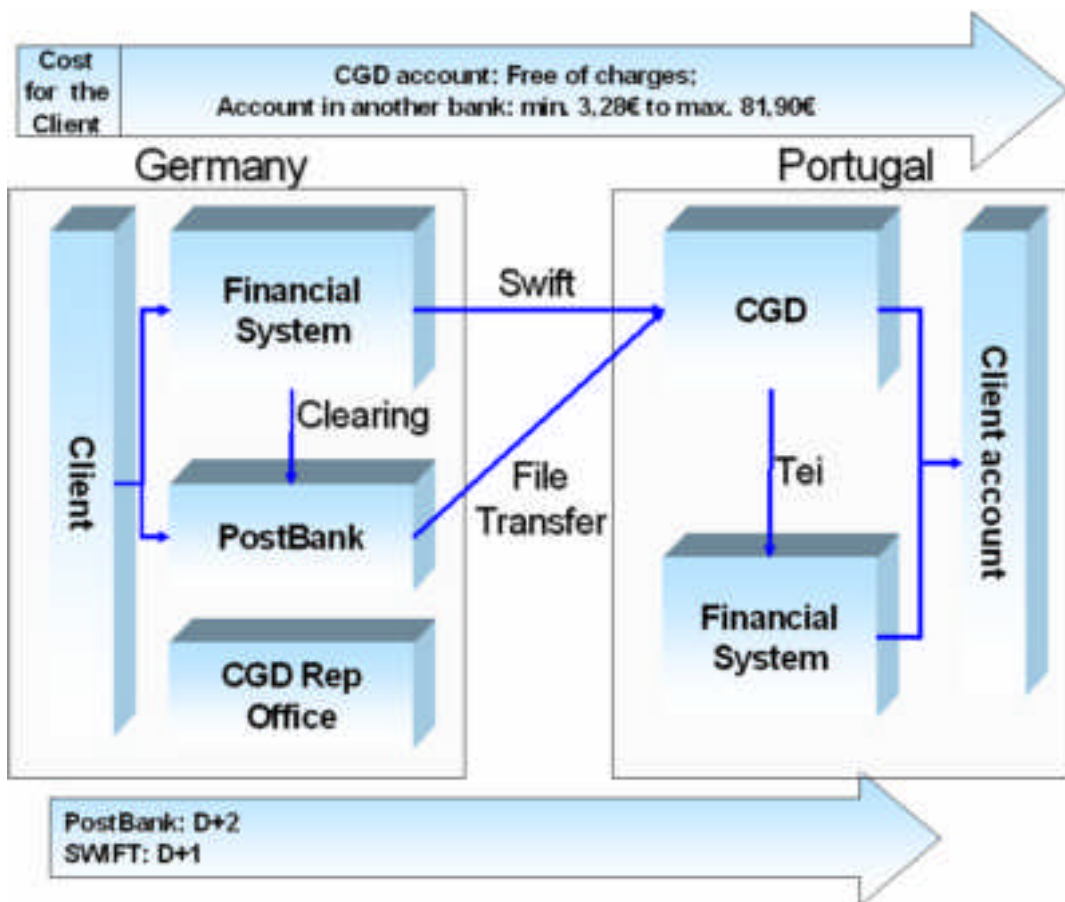 Cost
for the
Client
CGD account: Free of charges;
Account in another bank: min. 3,28€ to max. 81,90€
Germany
Portugal
Client
Financial
System
Swift
CGD
Clearing
PostBank
File
Transfer
Tei
Financial
System
CGD Rep
Office
Client account
PostBank: D+2
SWIFT: D+1